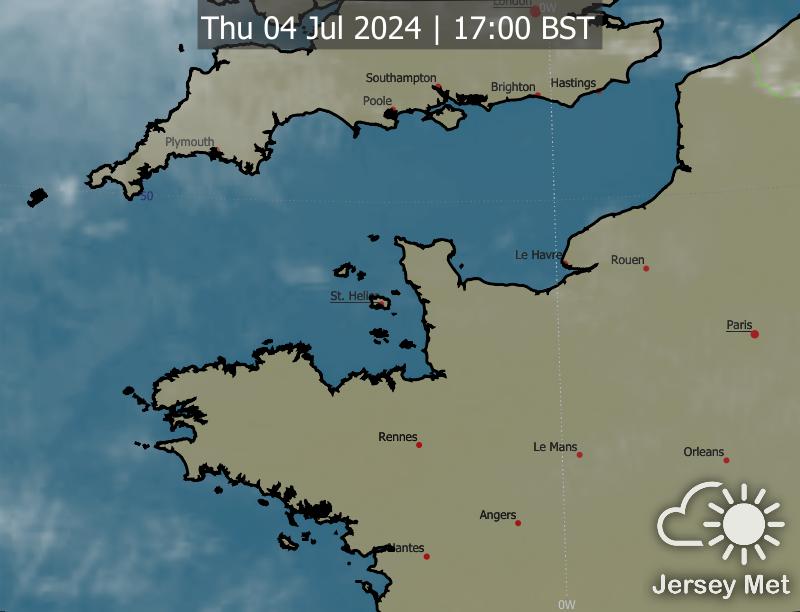 London
0W
Thu 04 Jul 2024 | 17:00 BST
Southampton
Brighton
Hastings
Poole
Plymouth
50
Le Havre
Rouen
St. Helier
Paris
Rennes
Le Mans
Orleans
Angers
Nantes
Jersey Met
0W